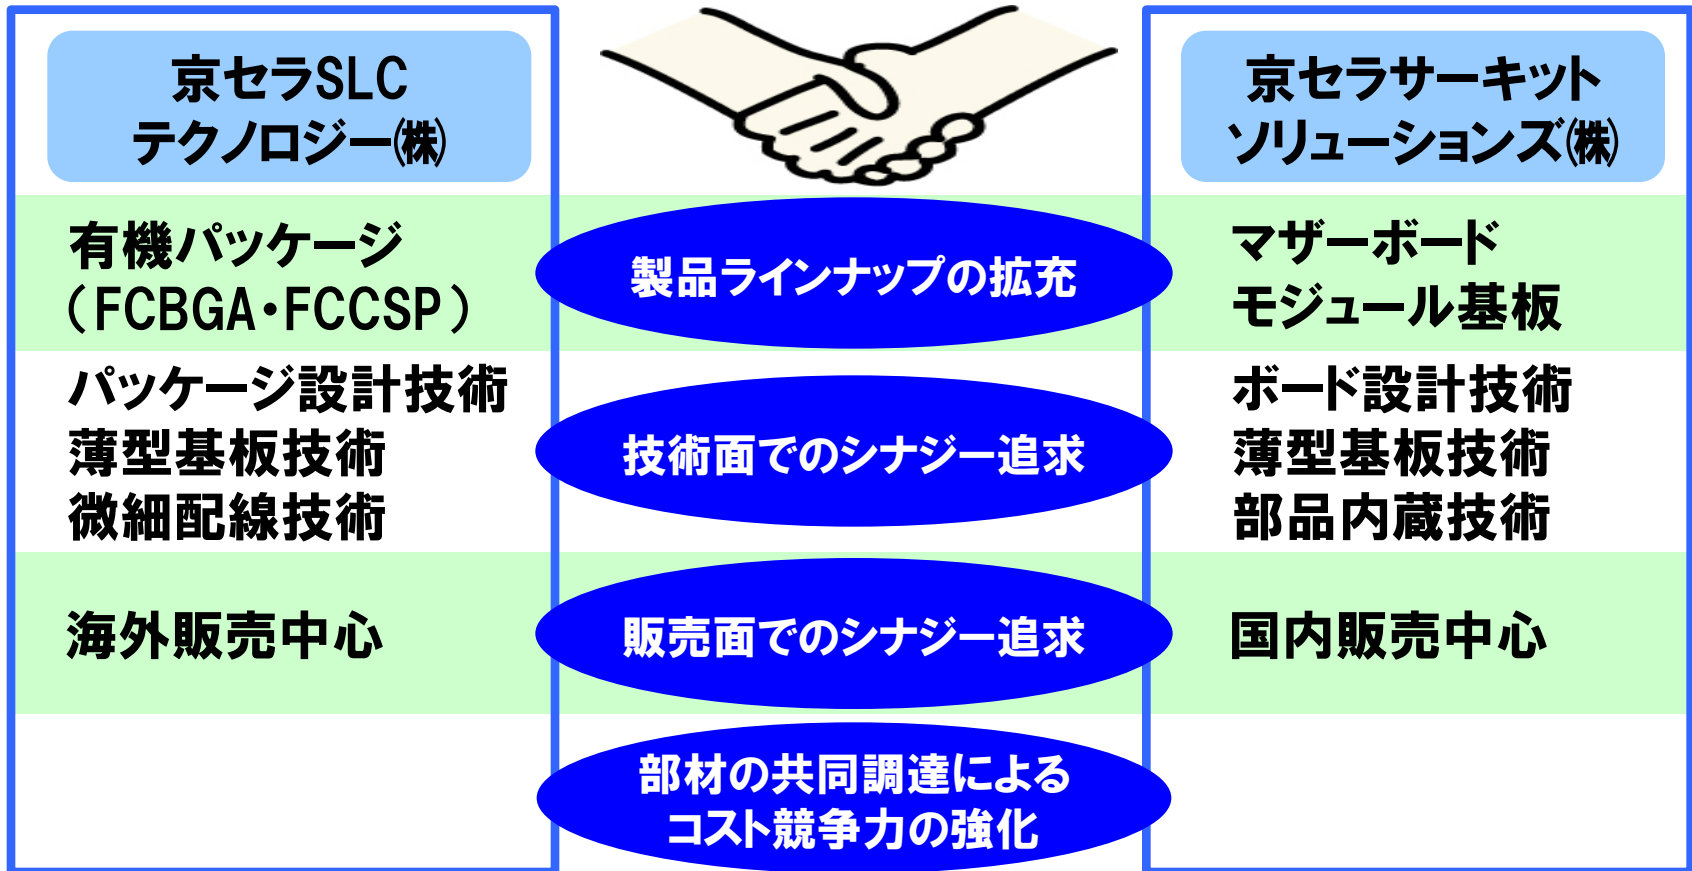 京セラSLC
テクノロジー㈱
京セラサーキット
ソリューションズ㈱
有機パッケージ
（FCBGA・FCCSP）
製品ラインナップの拡充
マザーボード
モジュール基板
パッケージ設計技術
薄型基板技術
微細配線技術
技術面でのシナジー追求
ボード設計技術
薄型基板技術
部品内蔵技術
海外販売中心
販売面でのシナジー追求
国内販売中心
部材の共同調達による
コスト競争力の強化